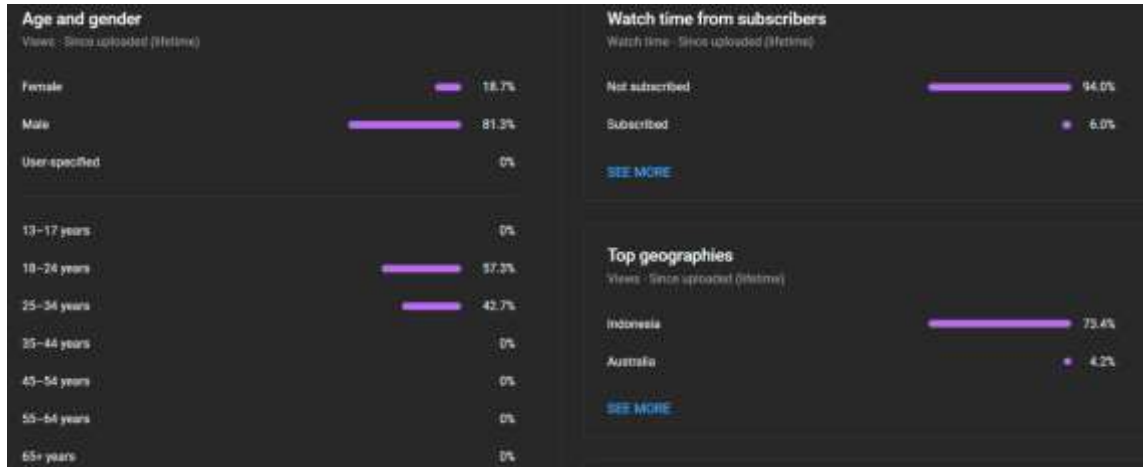 Age and gender
Views · Since uploaded (lifetime)
Female 18.7%
Male 81.3%
User-specified 0%
13–17 years 0%
18–24 years 57.3%
25–34 years 42.7%
35–44 years 0%
45–54 years 0%
55–64 years 0%
65+ years 0%
Watch time from subscribers
Watch time · Since uploaded (lifetime)
Not subscribed 94.0%
Subscribed 6.0%
SEE MORE
Top geographies
Views · Since uploaded (lifetime)
Indonesia 73.4%
Australia 4.2%
SEE MORE